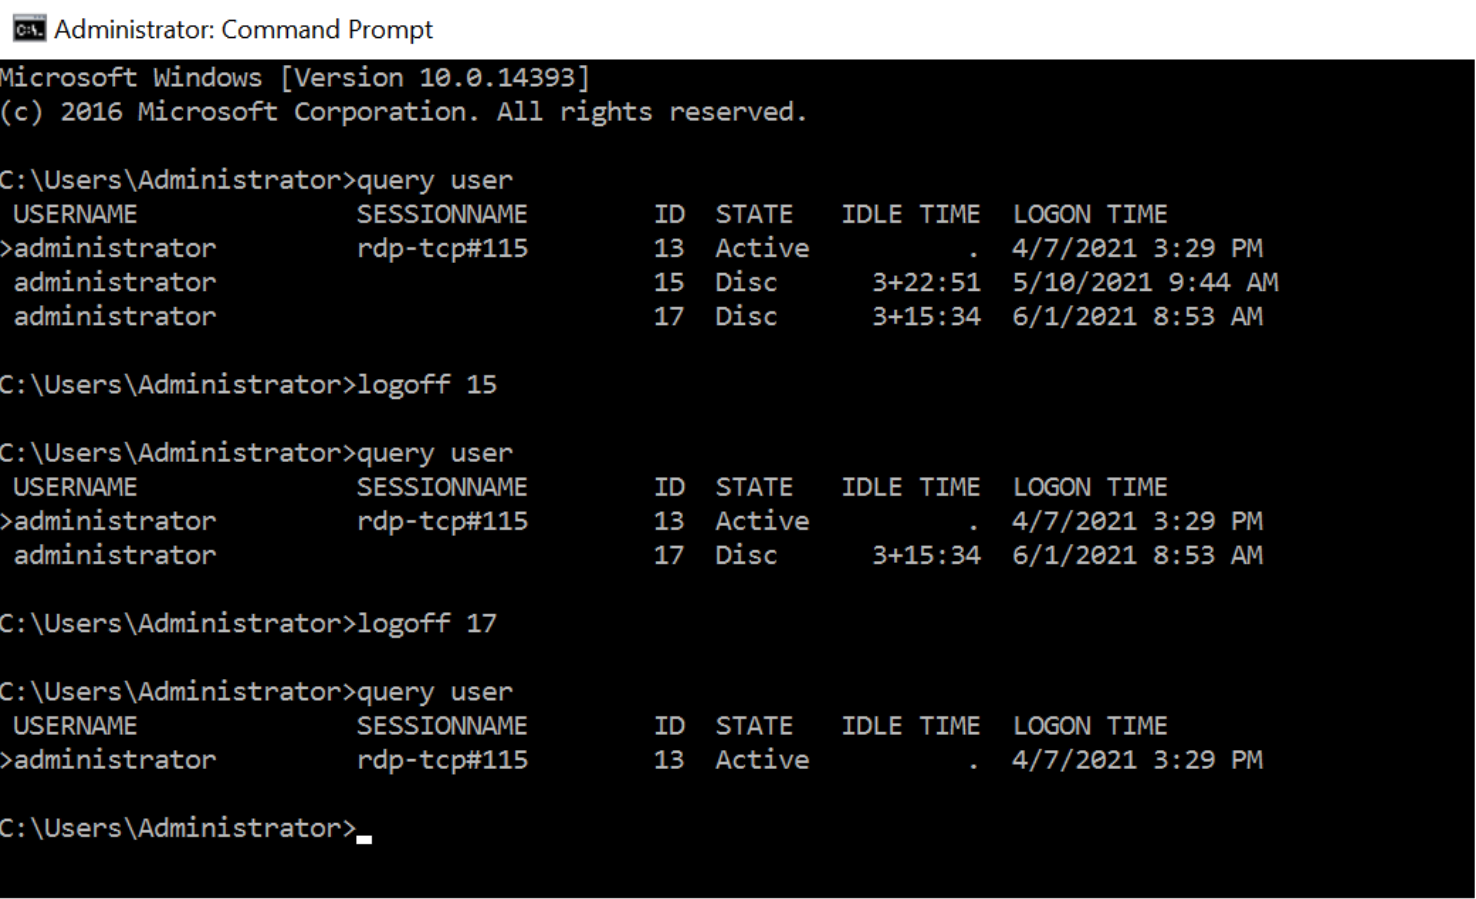 Administrator: Command Prompt
Microsoft Windows [Version 10.0.14393]
(c) 2016 Microsoft Corporation. All rights reserved.
C:\Users\Administrator>query user
 USERNAME              SESSIONNAME        ID  STATE   IDLE TIME  LOGON TIME
>administrator         rdp-tcp#115        13  Active          .  4/7/2021 3:29 PM
 administrator                            15  Disc      3+22:51  5/10/2021 9:44 AM
 administrator                            17  Disc      3+15:34  6/1/2021 8:53 AM
C:\Users\Administrator>logoff 15
C:\Users\Administrator>query user
 USERNAME              SESSIONNAME        ID  STATE   IDLE TIME  LOGON TIME
>administrator         rdp-tcp#115        13  Active          .  4/7/2021 3:29 PM
 administrator                            17  Disc      3+15:34  6/1/2021 8:53 AM
C:\Users\Administrator>logoff 17
C:\Users\Administrator>query user
 USERNAME              SESSIONNAME        ID  STATE   IDLE TIME  LOGON TIME
>administrator         rdp-tcp#115        13  Active          .  4/7/2021 3:29 PM
C:\Users\Administrator>